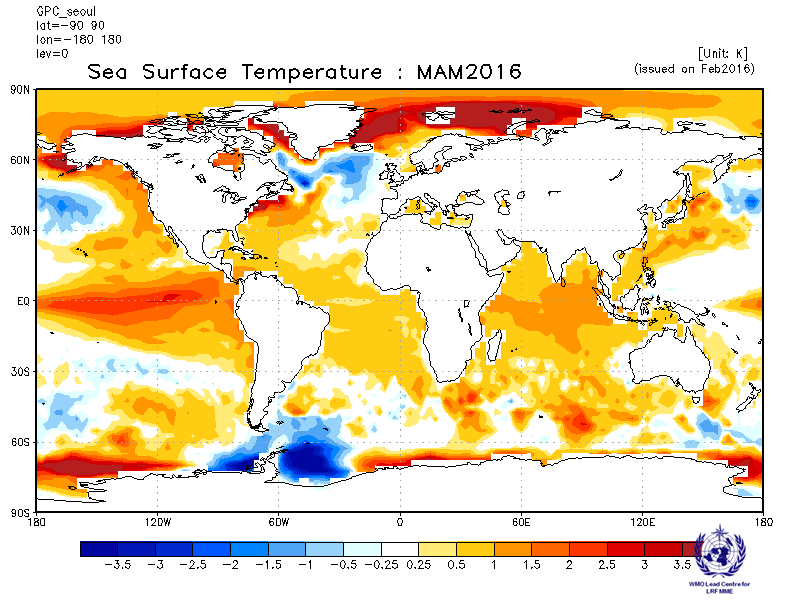 GPC_seoul
lat=-90 90
lon=-180 180
lev=0
[Unit: K]
Sea Surface Temperature : MAM2016
(issued on Feb2016)
90N
60N
30N
EQ
30S
60S
90S
180 120W 60W 0 60E 120E 180
-3.5 -3 -2.5 -2 -1.5 -1 -0.5 -0.25 0.25 0.5 1 1.5 2 2.5 3 3.5
WMO Lead Centre for
LRF MME